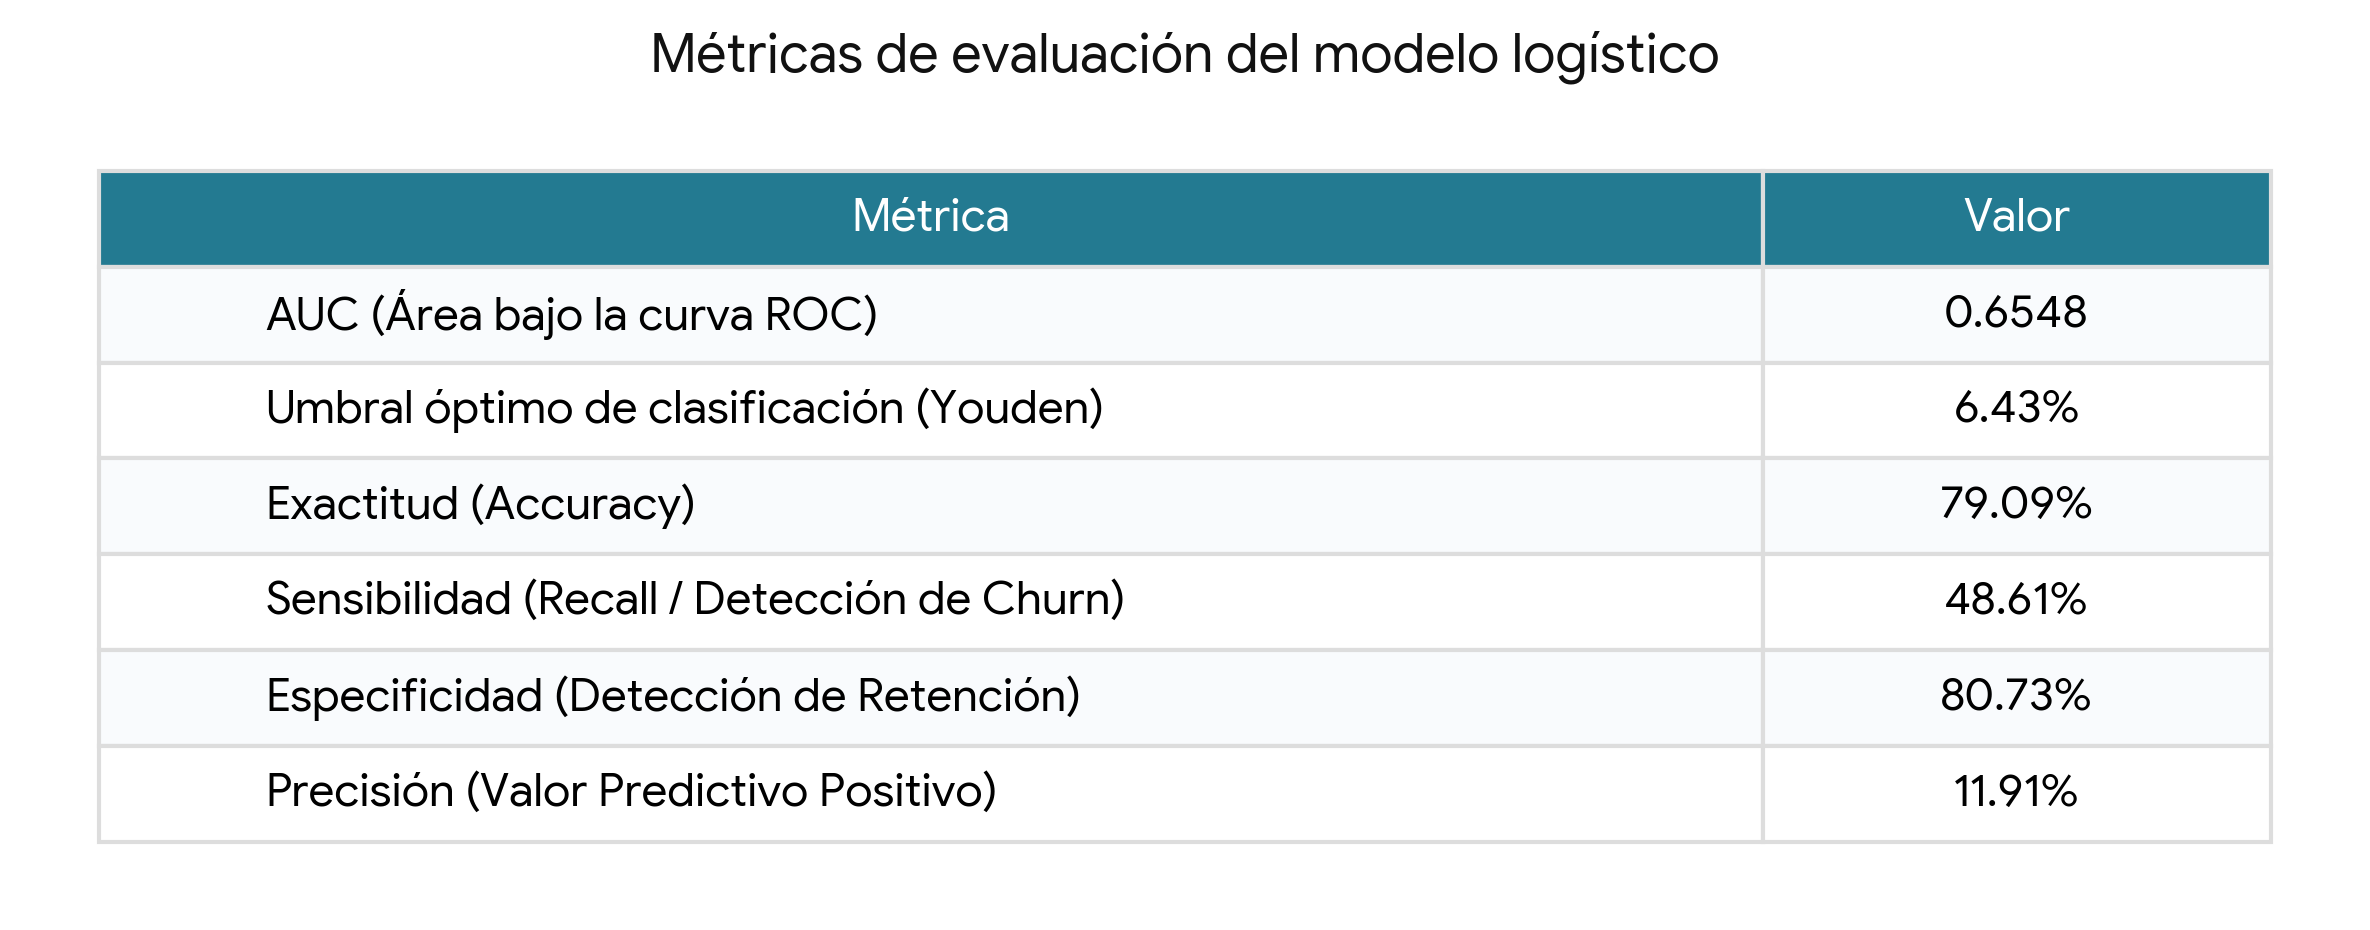 Métricas de evaluación del modelo logístico
Métrica Valor
AUC (Área bajo la curva ROC) 0.6548
Umbral óptimo de clasificación (Youden) 6.43%
Exactitud (Accuracy) 79.09%
Sensibilidad (Recall / Detección de Churn) 48.61%
Especificidad (Detección de Retención) 80.73%
Precisión (Valor Predictivo Positivo) 11.91%